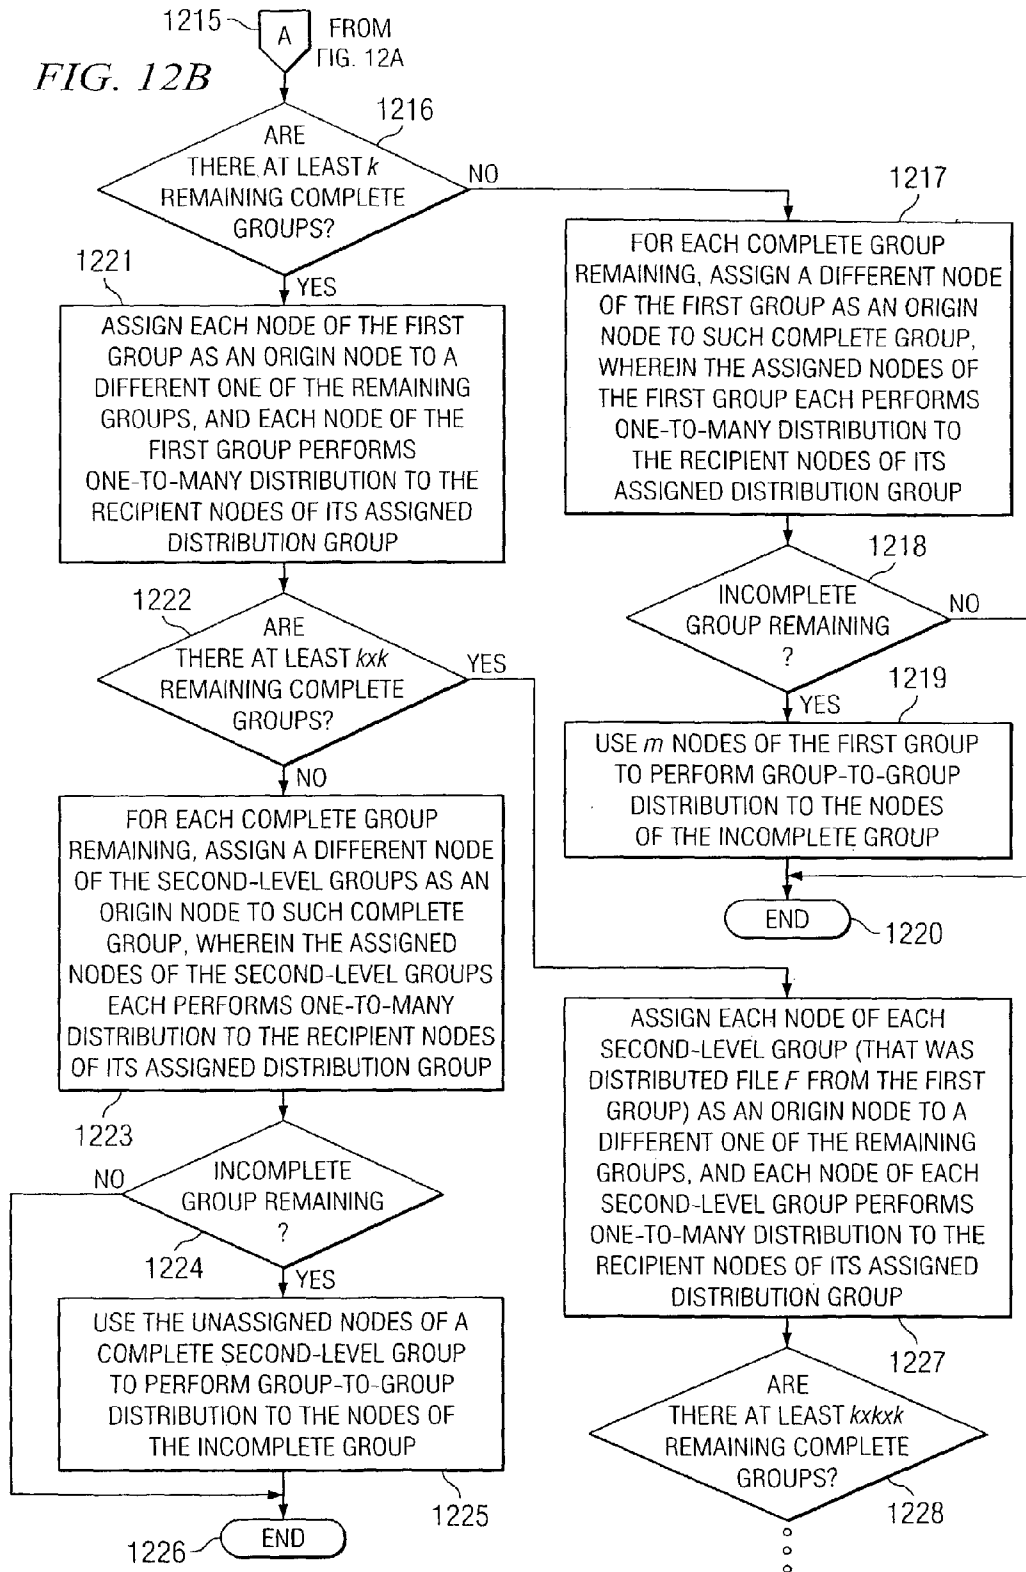 1215
A
FROM
FIG. 12A
FIG. 12B
1216
ARE
THERE AT LEAST k
REMAINING COMPLETE
GROUPS?
NO
YES
1217
FOR EACH COMPLETE GROUP
REMAINING, ASSIGN A DIFFERENT NODE
OF THE FIRST GROUP AS AN ORIGIN
NODE TO SUCH COMPLETE GROUP,
WHEREIN THE ASSIGNED NODES OF
THE FIRST GROUP EACH PERFORMS
ONE-TO-MANY DISTRIBUTION TO
THE RECIPIENT NODES OF ITS
ASSIGNED DISTRIBUTION GROUP
1218
INCOMPLETE
GROUP REMAINING
?
NO
YES
1219
USE m NODES OF THE FIRST GROUP
TO PERFORM GROUP-TO-GROUP
DISTRIBUTION TO THE NODES
OF THE INCOMPLETE GROUP
END
1220
1221
ASSIGN EACH NODE OF THE FIRST
GROUP AS AN ORIGIN NODE TO A
DIFFERENT ONE OF THE REMAINING
GROUPS, AND EACH NODE OF THE
FIRST GROUP PERFORMS
ONE-TO-MANY DISTRIBUTION TO THE
RECIPIENT NODES OF ITS ASSIGNED
DISTRIBUTION GROUP
1222
ARE
THERE AT LEAST kxk
REMAINING COMPLETE
GROUPS?
YES
NO
FOR EACH COMPLETE GROUP
REMAINING, ASSIGN A DIFFERENT NODE
OF THE SECOND-LEVEL GROUPS AS AN
ORIGIN NODE TO SUCH COMPLETE
GROUP, WHEREIN THE ASSIGNED
NODES OF THE SECOND-LEVEL GROUPS
EACH PERFORMS ONE-TO-MANY
DISTRIBUTION TO THE RECIPIENT NODES
OF ITS ASSIGNED DISTRIBUTION GROUP
1223
INCOMPLETE
GROUP REMAINING
?
NO
1224
YES
USE THE UNASSIGNED NODES OF A
COMPLETE SECOND-LEVEL GROUP
TO PERFORM GROUP-TO-GROUP
DISTRIBUTION TO THE NODES OF
THE INCOMPLETE GROUP
1225
END
1226
ASSIGN EACH NODE OF EACH
SECOND-LEVEL GROUP (THAT WAS
DISTRIBUTED FILE F FROM THE FIRST
GROUP) AS AN ORIGIN NODE TO A
DIFFERENT ONE OF THE REMAINING
GROUPS, AND EACH NODE OF EACH
SECOND-LEVEL GROUP PERFORMS
ONE-TO-MANY DISTRIBUTION TO THE
RECIPIENT NODES OF ITS ASSIGNED
DISTRIBUTION GROUP
1227
ARE
THERE AT LEAST kxkxk
REMAINING COMPLETE
GROUPS?
1228